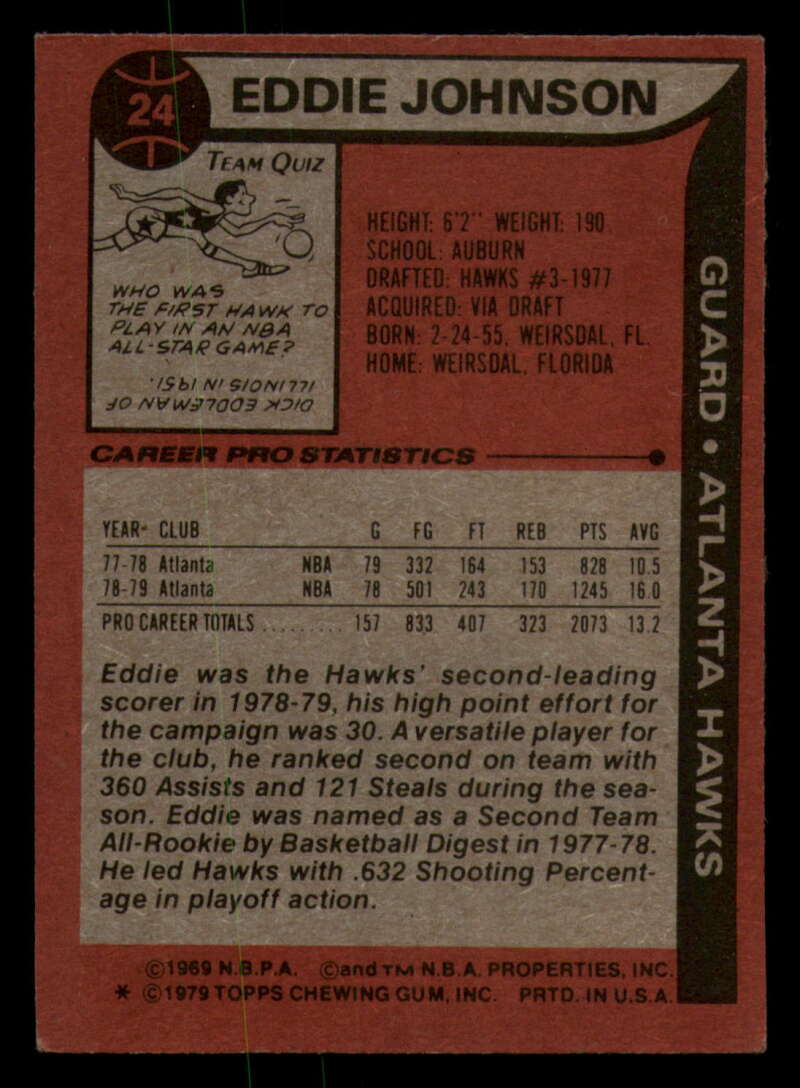 24
EDDIE JOHNSON
TEAM QUIZ
WHO WAS
THE FIRST HAWK TO
PLAY IN AN NBA
ALL-STAR GAME?
DICK EDDLEMAN OF
ILLINOIS IN 1951.
HEIGHT: 6'2" WEIGHT: 190
SCHOOL: AUBURN
DRAFTED: HAWKS #3-1977
ACQUIRED: VIA DRAFT
BORN: 2-24-55, WEIRSDAL, FL.
HOME: WEIRSDAL, FLORIDA
GUARD • ATLANTA HAWKS
CAREER PRO STATISTICS
YEAR- CLUB G FG FT REB PTS AVG
77-78 Atlanta NBA 79 332 164 153 828 10.5
78-79 Atlanta NBA 78 501 243 170 1245 16.0
PRO CAREER TOTALS ......... 157 833 407 323 2073 13.2
Eddie was the Hawks' second-leading
scorer in 1978-79, his high point effort for
the campaign was 30. A versatile player for
the club, he ranked second on team with
360 Assists and 121 Steals during the sea-
son. Eddie was named as a Second Team
All-Rookie by Basketball Digest in 1977-78.
He led Hawks with .632 Shooting Percent-
age in playoff action.
©1969 N.B.P.A. ©and TM N.B.A. PROPERTIES, INC.
* ©1979 TOPPS CHEWING GUM, INC. PRTD. IN U.S.A.